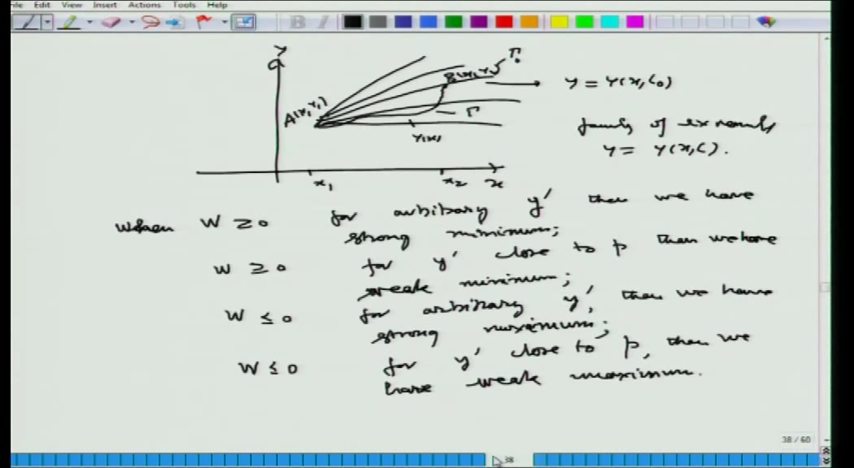 File View Insert Actions Tools Help
B I
y
A(x₁,y₁)
B(x₂,y₂)
Γ₀
Γ
Y(x)
x₁
x₂
x
y = y(x,c₀)
family of extremals
y = y(x,c).
When W ≥ 0 for arbitrary y' then we have
strong minimum;
W ≥ 0 for y' close to p then we have
weak minimum;
W ≤ 0 for arbitrary y', then we have
strong maximum;
W ≤ 0 for y' close to p, then we
have weak maximum.
38 / 60
38